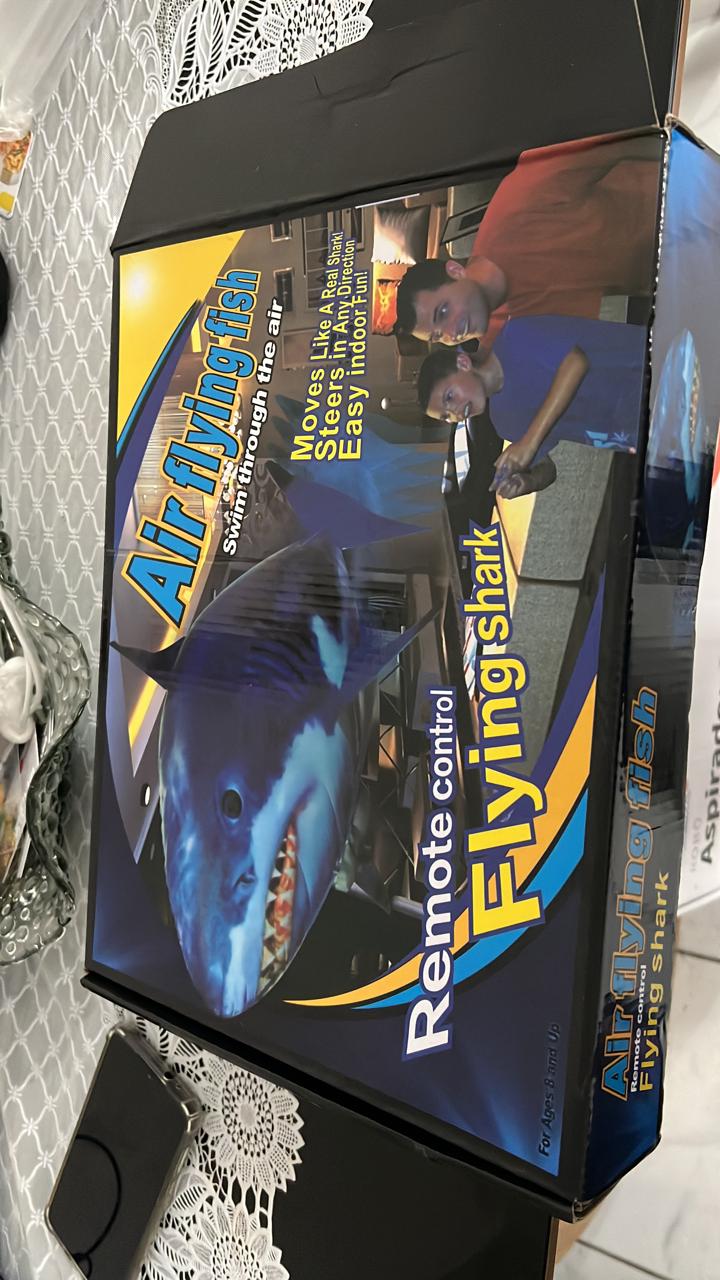 Air flying fish
Swim through the air
Moves Like A Real Shark!
Steers in Any Direction
Easy indoor Fun!
Remote control
Flying shark
For Ages 8 and Up
Air flying fish
Remote control
Flying shark